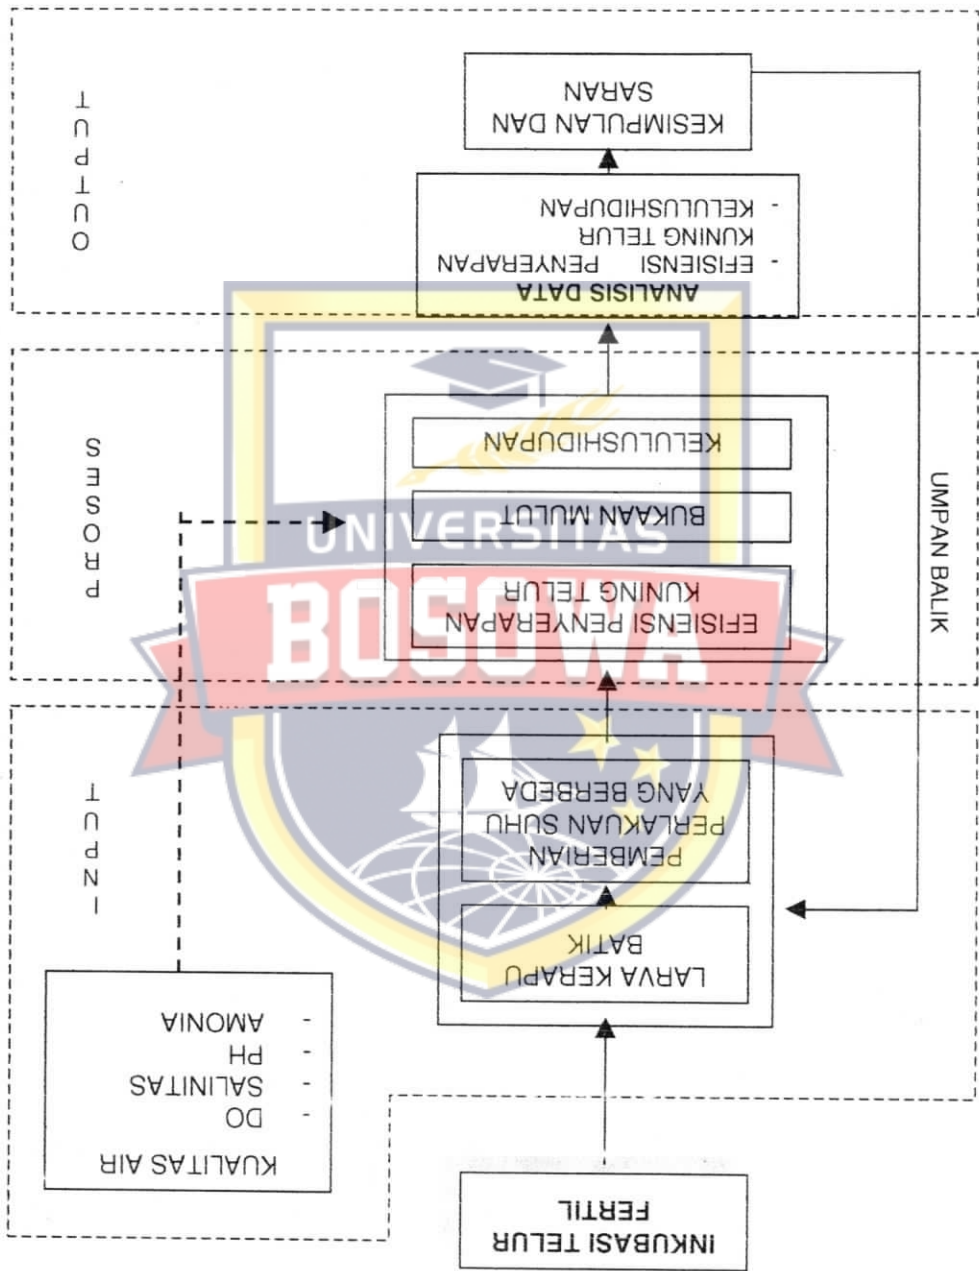 INKUBASI TELUR
FERTIL
KUALITAS AIR
- DO
- SALINITAS
- PH
- AMONIA
LARVA KERAPU
BATIK
PEMBERIAN
PERLAKUAN SUHU
YANG BERBEDA
INPUT
EFISIENSI PENYERAPAN
KUNING TELUR
BUKAAN MULUT
KELULUSHIDUPAN
PROSES
UMPAN BALIK
ANALISIS DATA
- EFISIENSI PENYERAPAN
KUNING TELUR
- KELULUSHIDUPAN
KESIMPULAN DAN
SARAN
OUTPUT
UNIVERSITAS
BOSOWA